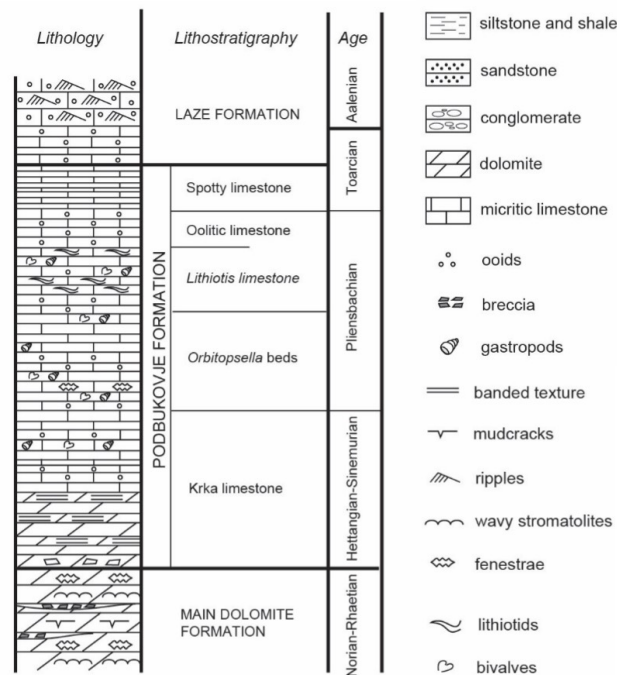 Lithology
Lithostratigraphy
Age
LAZE FORMATION
Spotty limestone
Oolitic limestone
Lithiotis limestone
Orbitopsella beds
Krka limestone
PODBUKOVJE FORMATION
MAIN DOLOMITE
FORMATION
Aalenian
Toarcian
Pliensbachian
Hettangian-Sinemurian
Norian-Rhaetian
siltstone and shale
sandstone
conglomerate
dolomite
micritic limestone
ooids
breccia
gastropods
banded texture
mudcracks
ripples
wavy stromatolites
fenestrae
lithiotids
bivalves